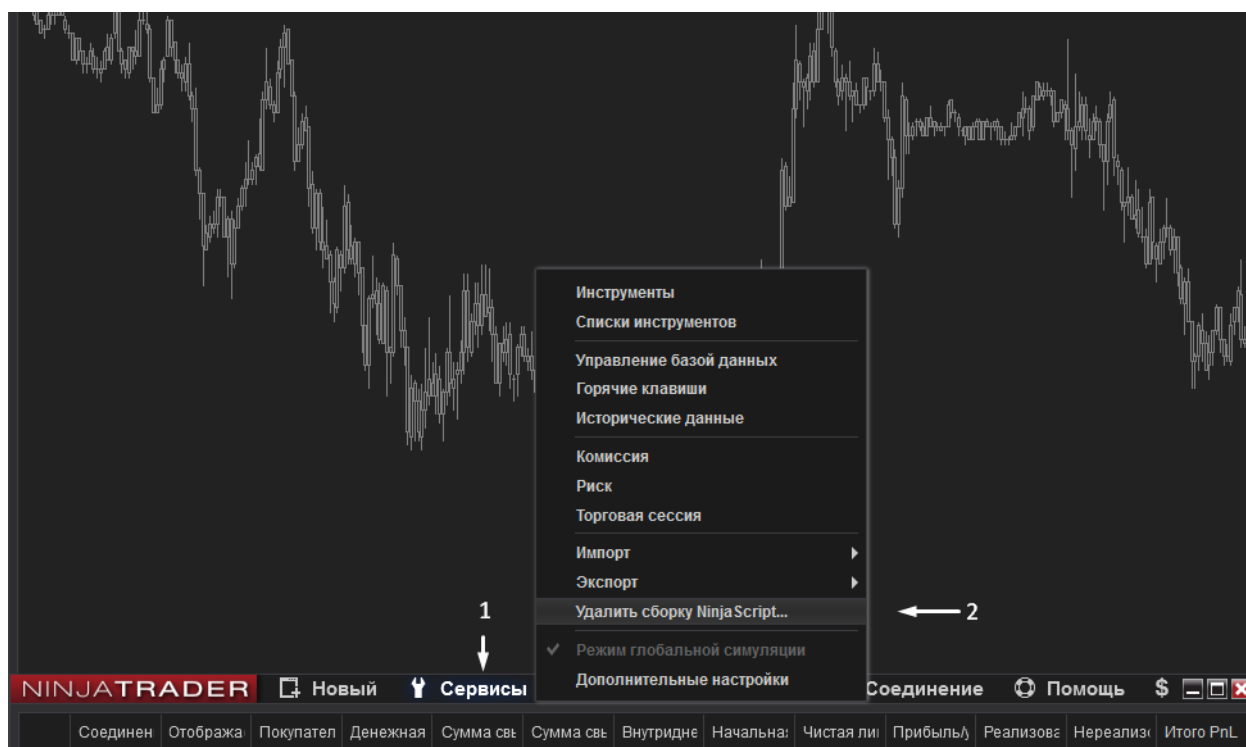 Инструменты
Списки инструментов
Управление базой данных
Горячие клавиши
Исторические данные
Комиссия
Риск
Торговая сессия
Импорт
Экспорт
Удалить сборку NinjaScript...
2
1
Режим глобальной симуляции
Дополнительные настройки
NINJATRADER Новый Сервисы Соединение Помощь $
Соединен Отобража Покупател Денежная Сумма свь Сумма свь Внутридне Начальна: Чистая ли Прибыль/ Реализова Нереализ Итого PnL